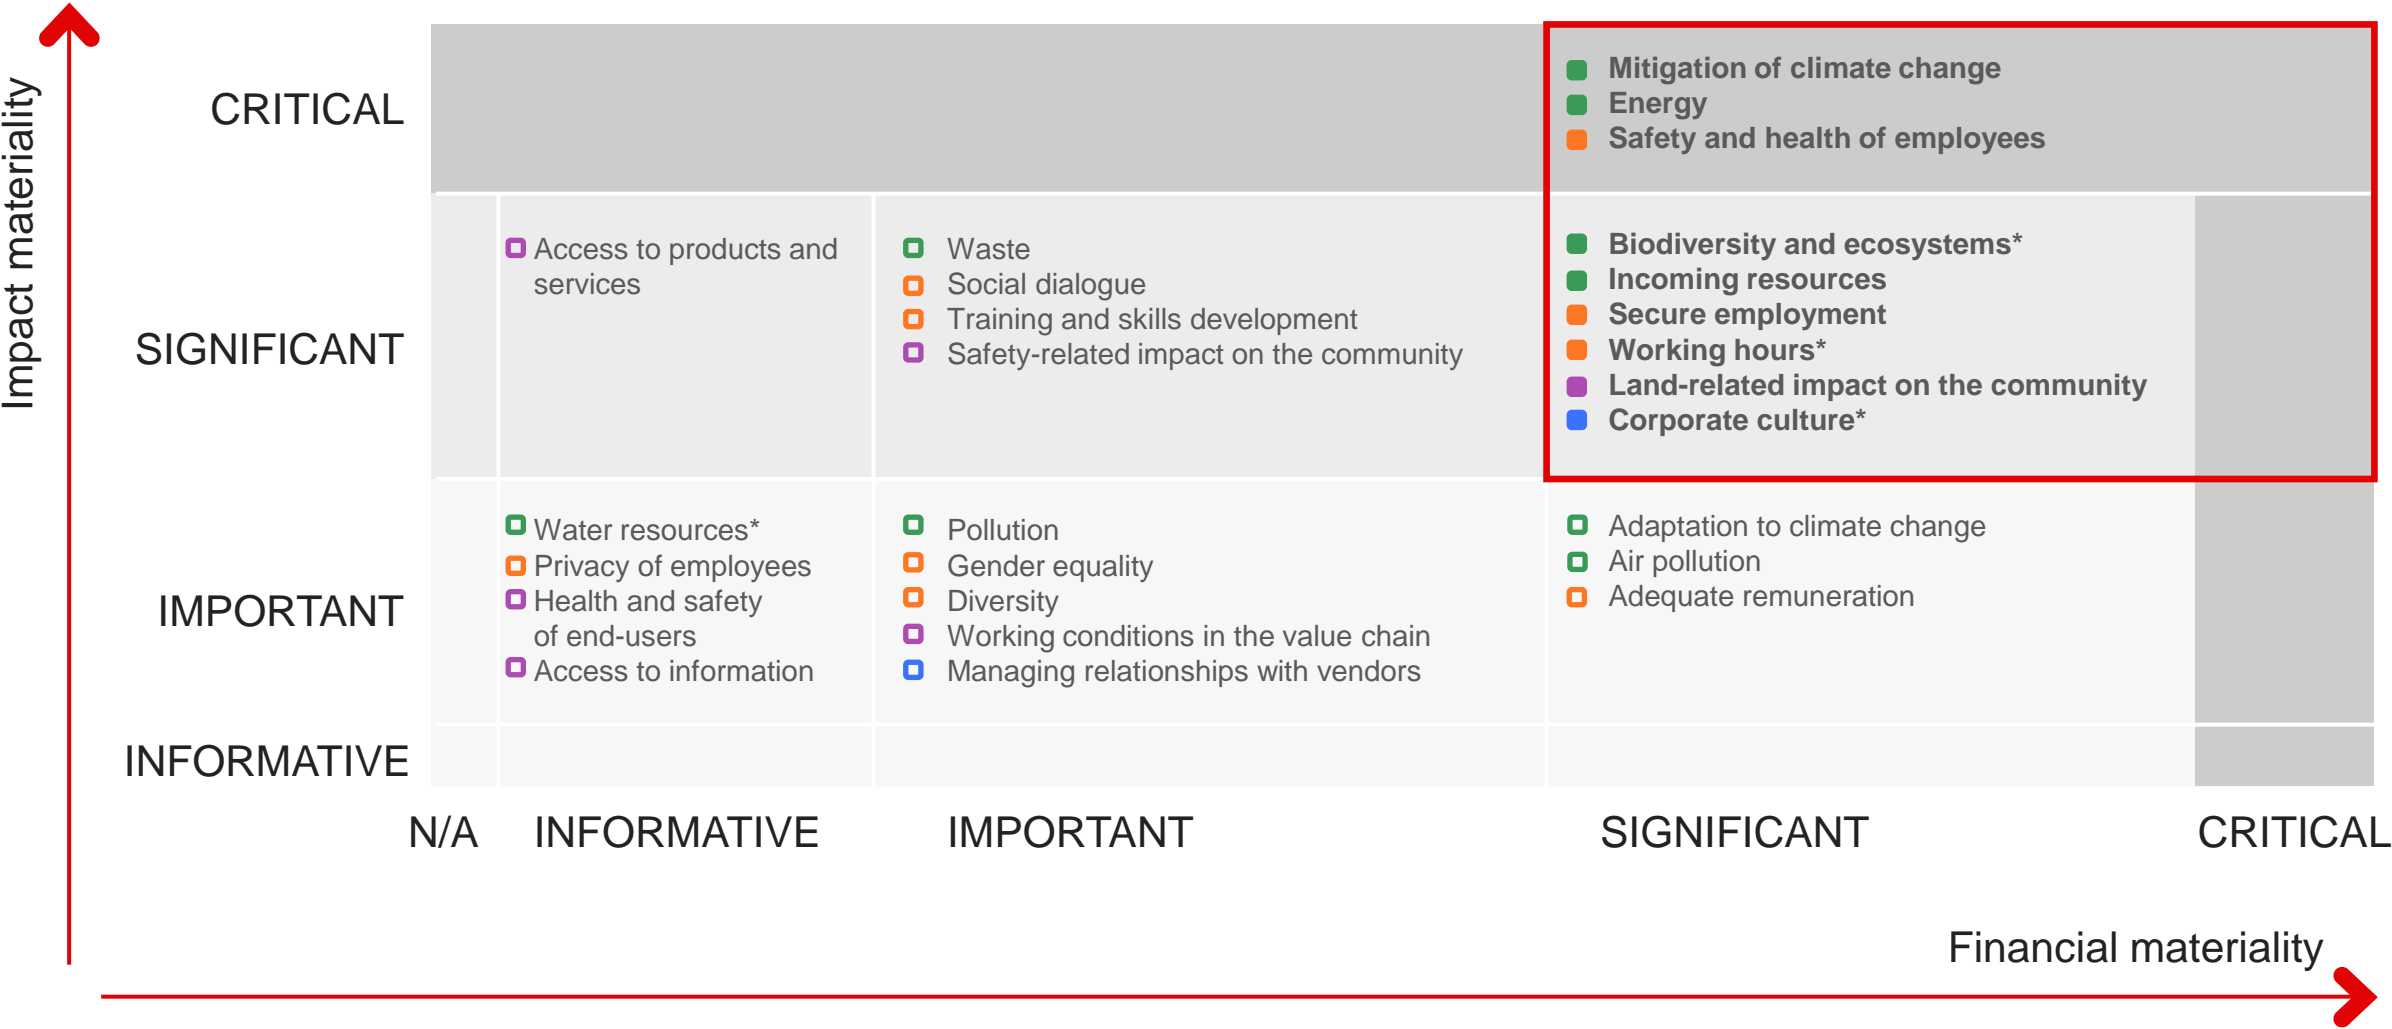 Impact materiality
CRITICAL
Mitigation of climate change
Energy
Safety and health of employees
SIGNIFICANT
Access to products and
services
Waste
Social dialogue
Training and skills development
Safety-related impact on the community
Biodiversity and ecosystems*
Incoming resources
Secure employment
Working hours*
Land-related impact on the community
Corporate culture*
IMPORTANT
Water resources*
Privacy of employees
Health and safety
of end-users
Access to information
Pollution
Gender equality
Diversity
Working conditions in the value chain
Managing relationships with vendors
Adaptation to climate change
Air pollution
Adequate remuneration
INFORMATIVE
N/A
INFORMATIVE
IMPORTANT
SIGNIFICANT
CRITICAL
Financial materiality